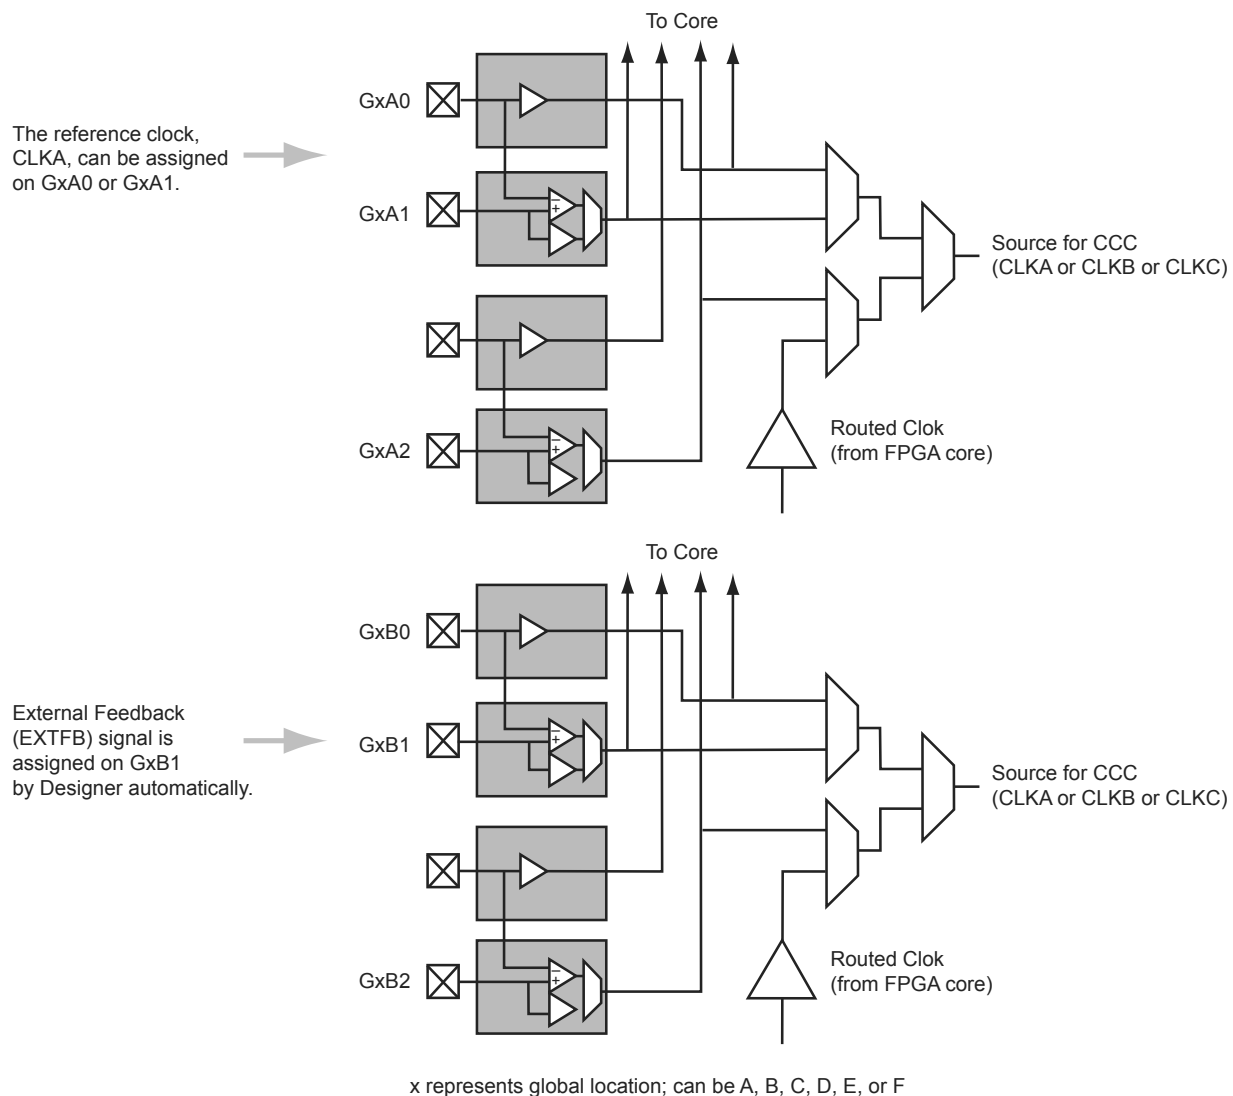 To Core
GxA0
The reference clock,
CLKA, can be assigned
on GxA0 or GxA1.
GxA1
Source for CCC
(CLKA or CLKB or CLKC)
GxA2
Routed Clok
(from FPGA core)
To Core
GxB0
External Feedback
(EXTFB) signal is
assigned on GxB1
by Designer automatically.
GxB1
Source for CCC
(CLKA or CLKB or CLKC)
GxB2
Routed Clok
(from FPGA core)
x represents global location; can be A, B, C, D, E, or F